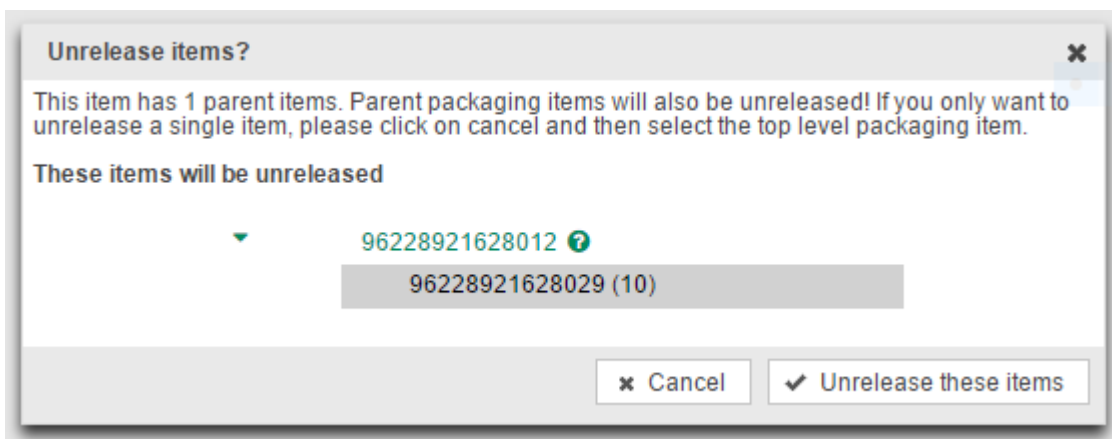 Unrelease items?
This item has 1 parent items. Parent packaging items will also be unreleased! If you only want to
unrelease a single item, please click on cancel and then select the top level packaging item.
These items will be unreleased
96228921628012
96228921628029 (10)
Cancel
Unrelease these items